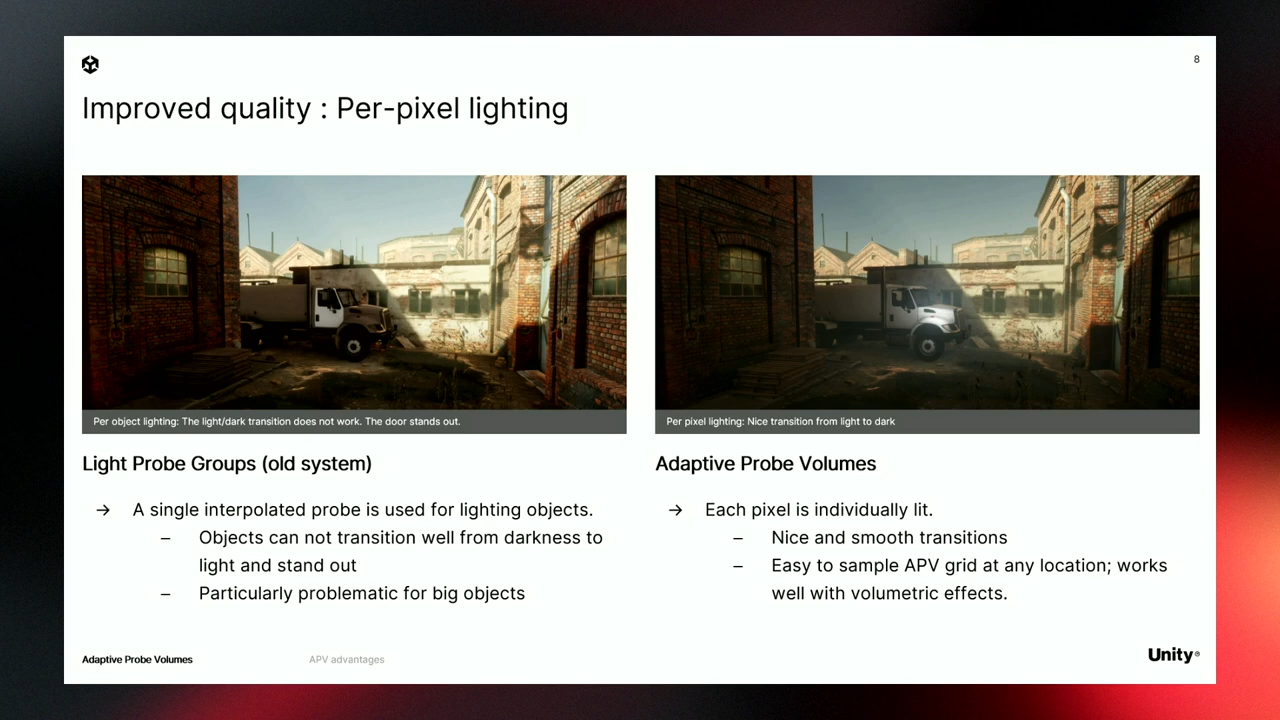 8
Improved quality : Per-pixel lighting
Per object lighting: The light/dark transition does not work. The door stands out.
Light Probe Groups (old system)
→ A single interpolated probe is used for lighting objects.
– Objects can not transition well from darkness to
light and stand out
– Particularly problematic for big objects
Per pixel lighting: Nice transition from light to dark
Adaptive Probe Volumes
→ Each pixel is individually lit.
– Nice and smooth transitions
– Easy to sample APV grid at any location; works
well with volumetric effects.
Adaptive Probe Volumes
APV advantages
Unity®